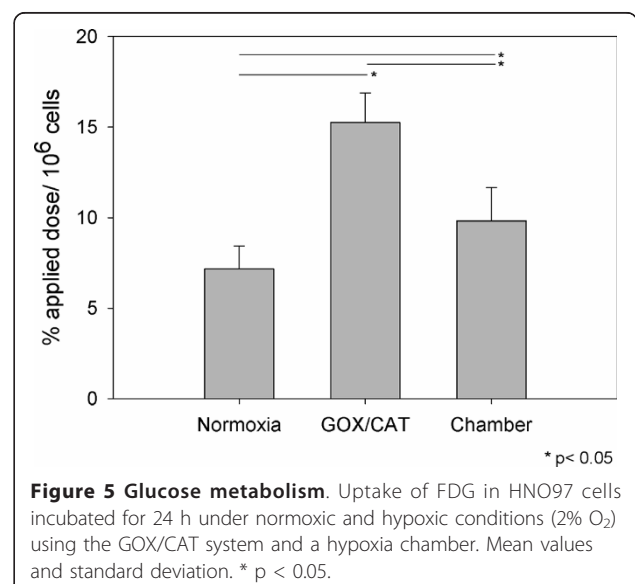 20
15
10
5
0
% applied dose/ 10⁶ cells
*
*
*
Normoxia GOX/CAT Chamber
* p< 0.05
Figure 5 Glucose metabolism. Uptake of FDG in HNO97 cells
incubated for 24 h under normoxic and hypoxic conditions (2% O₂)
using the GOX/CAT system and a hypoxia chamber. Mean values
and standard deviation. * p < 0.05.